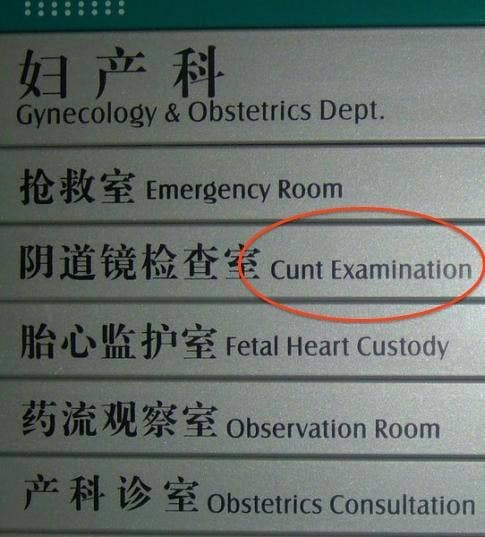 妇产科
Gynecology & Obstetrics Dept.
抢救室 Emergency Room
阴道镜检查室 Cunt Examination
胎心监护室 Fetal Heart Custody
药流观察室 Observation Room
产科诊室 Obstetrics Consultation